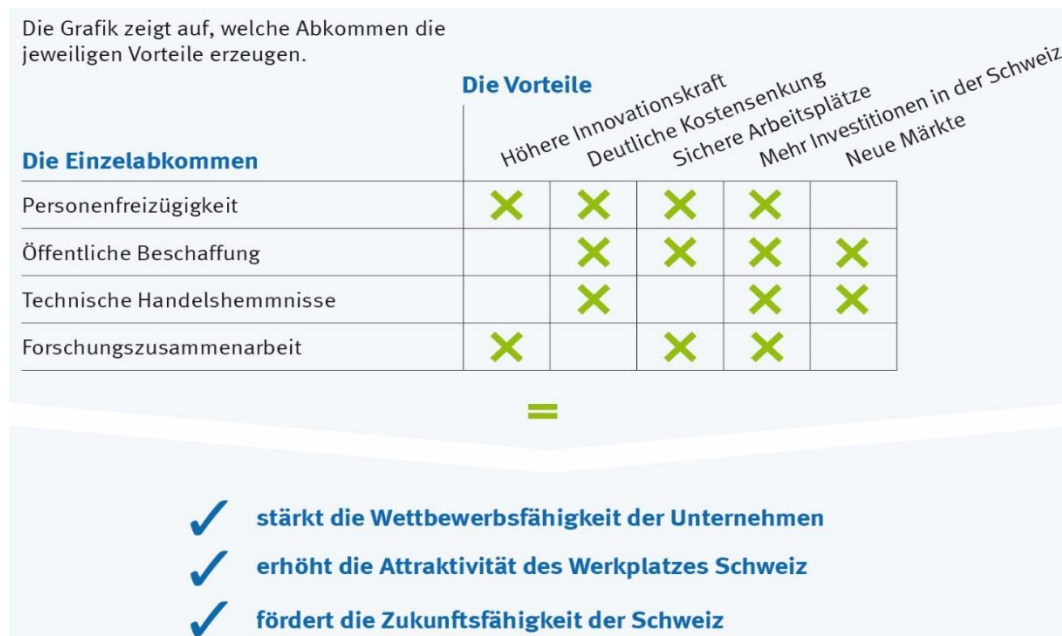 Die Grafik zeigt auf, welche Abkommen die
jeweiligen Vorteile erzeugen.
Die Vorteile
Höhere Innovationskraft
Deutliche Kostensenkung
Sichere Arbeitsplätze
Mehr Investitionen in der Schweiz
Neue Märkte
Die Einzelabkommen
Personenfreizügigkeit
Öffentliche Beschaffung
Technische Handelshemmnisse
Forschungszusammenarbeit
=
stärkt die Wettbewerbsfähigkeit der Unternehmen
erhöht die Attraktivität des Werkplatzes Schweiz
fördert die Zukunftsfähigkeit der Schweiz